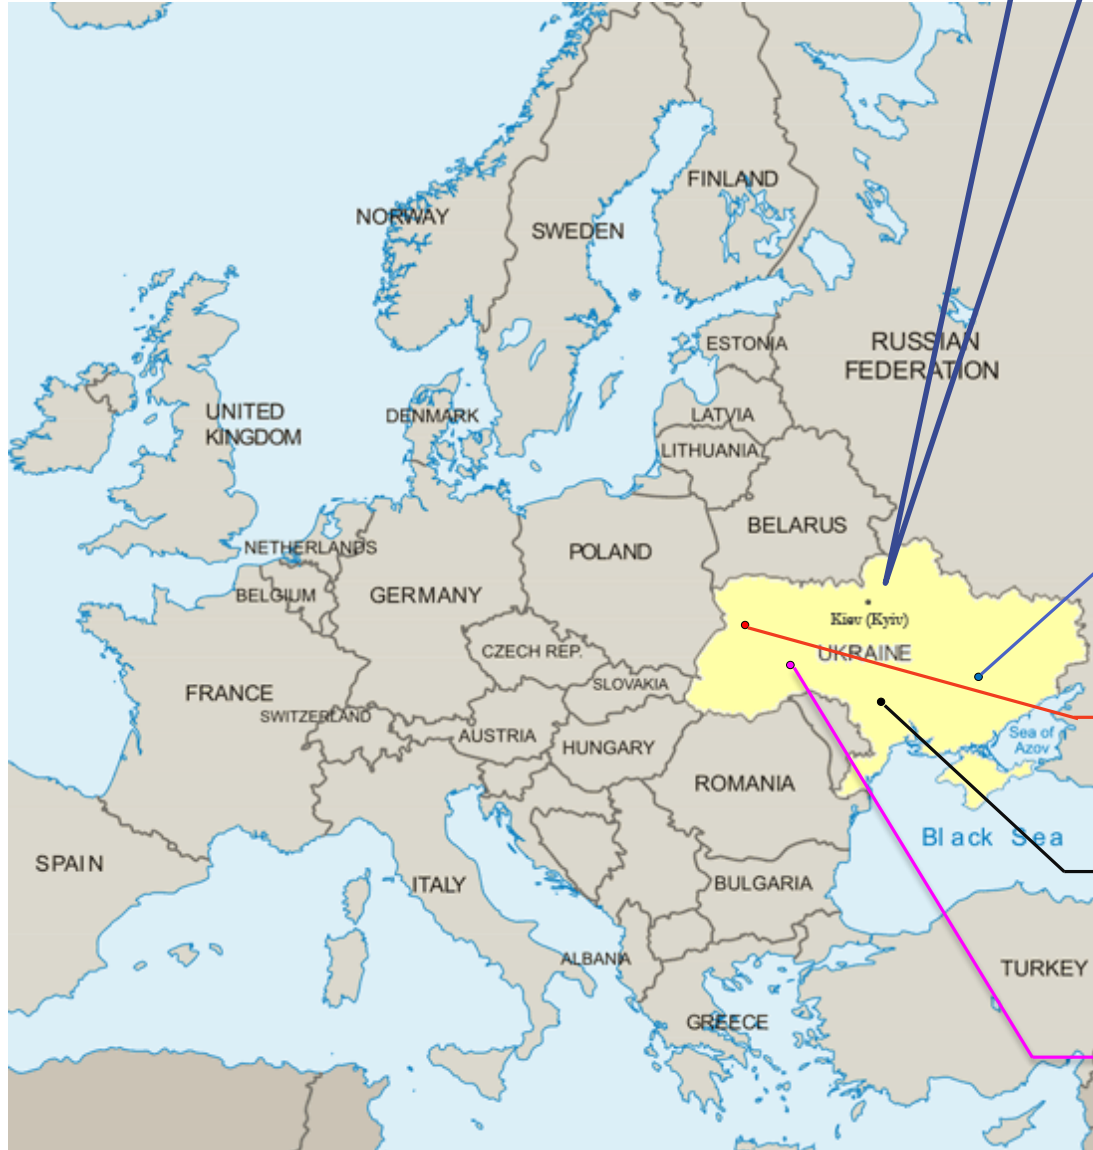 FINLAND
NORWAY
SWEDEN
ESTONIA
RUSSIAN
FEDERATION
UNITED
KINGDOM
DENMARK
LATVIA
LITHUANIA
BELARUS
NETHERLANDS
POLAND
BELGIUM
GERMANY
Kiev (Kyiv)
UKRAINE
CZECH REP.
SLOVAKIA
FRANCE
SWITZERLAND
AUSTRIA
HUNGARY
Sea of
Azov
ROMANIA
Black Sea
SPAIN
ITALY
BULGARIA
ALBANIA
TURKEY
GREECE